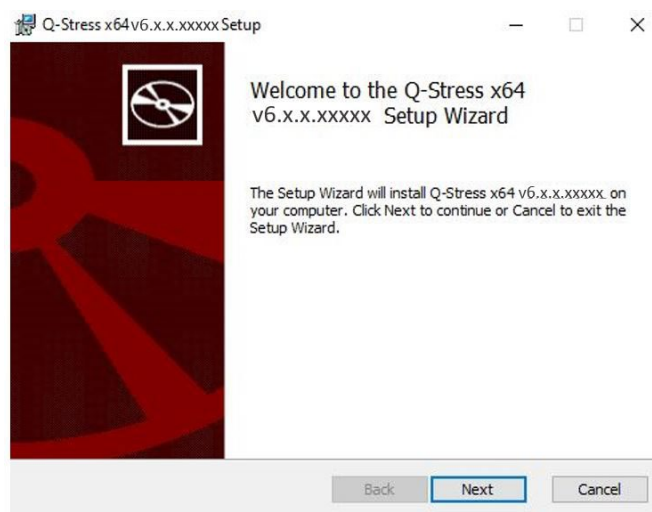 Q-Stress x64 v6.x.x.xxxxx Setup
Welcome to the Q-Stress x64
v6.x.x.xxxxx Setup Wizard
The Setup Wizard will install Q-Stress x64 v6.x.x.xxxxx on
your computer. Click Next to continue or Cancel to exit the
Setup Wizard.
Back Next Cancel